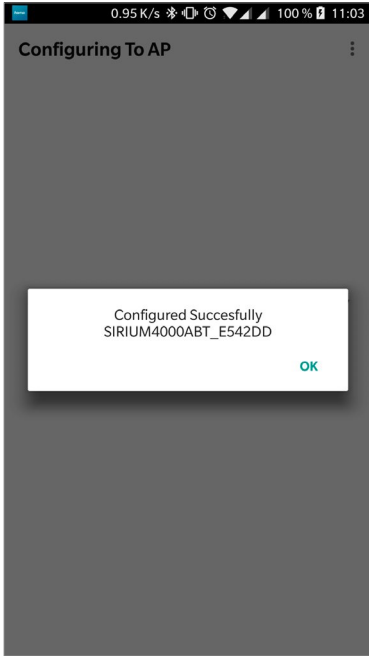 0.95 K/s 100 % 11:03
Configuring To AP
Configured Succesfully
SIRIUM4000ABT_E542DD
OK